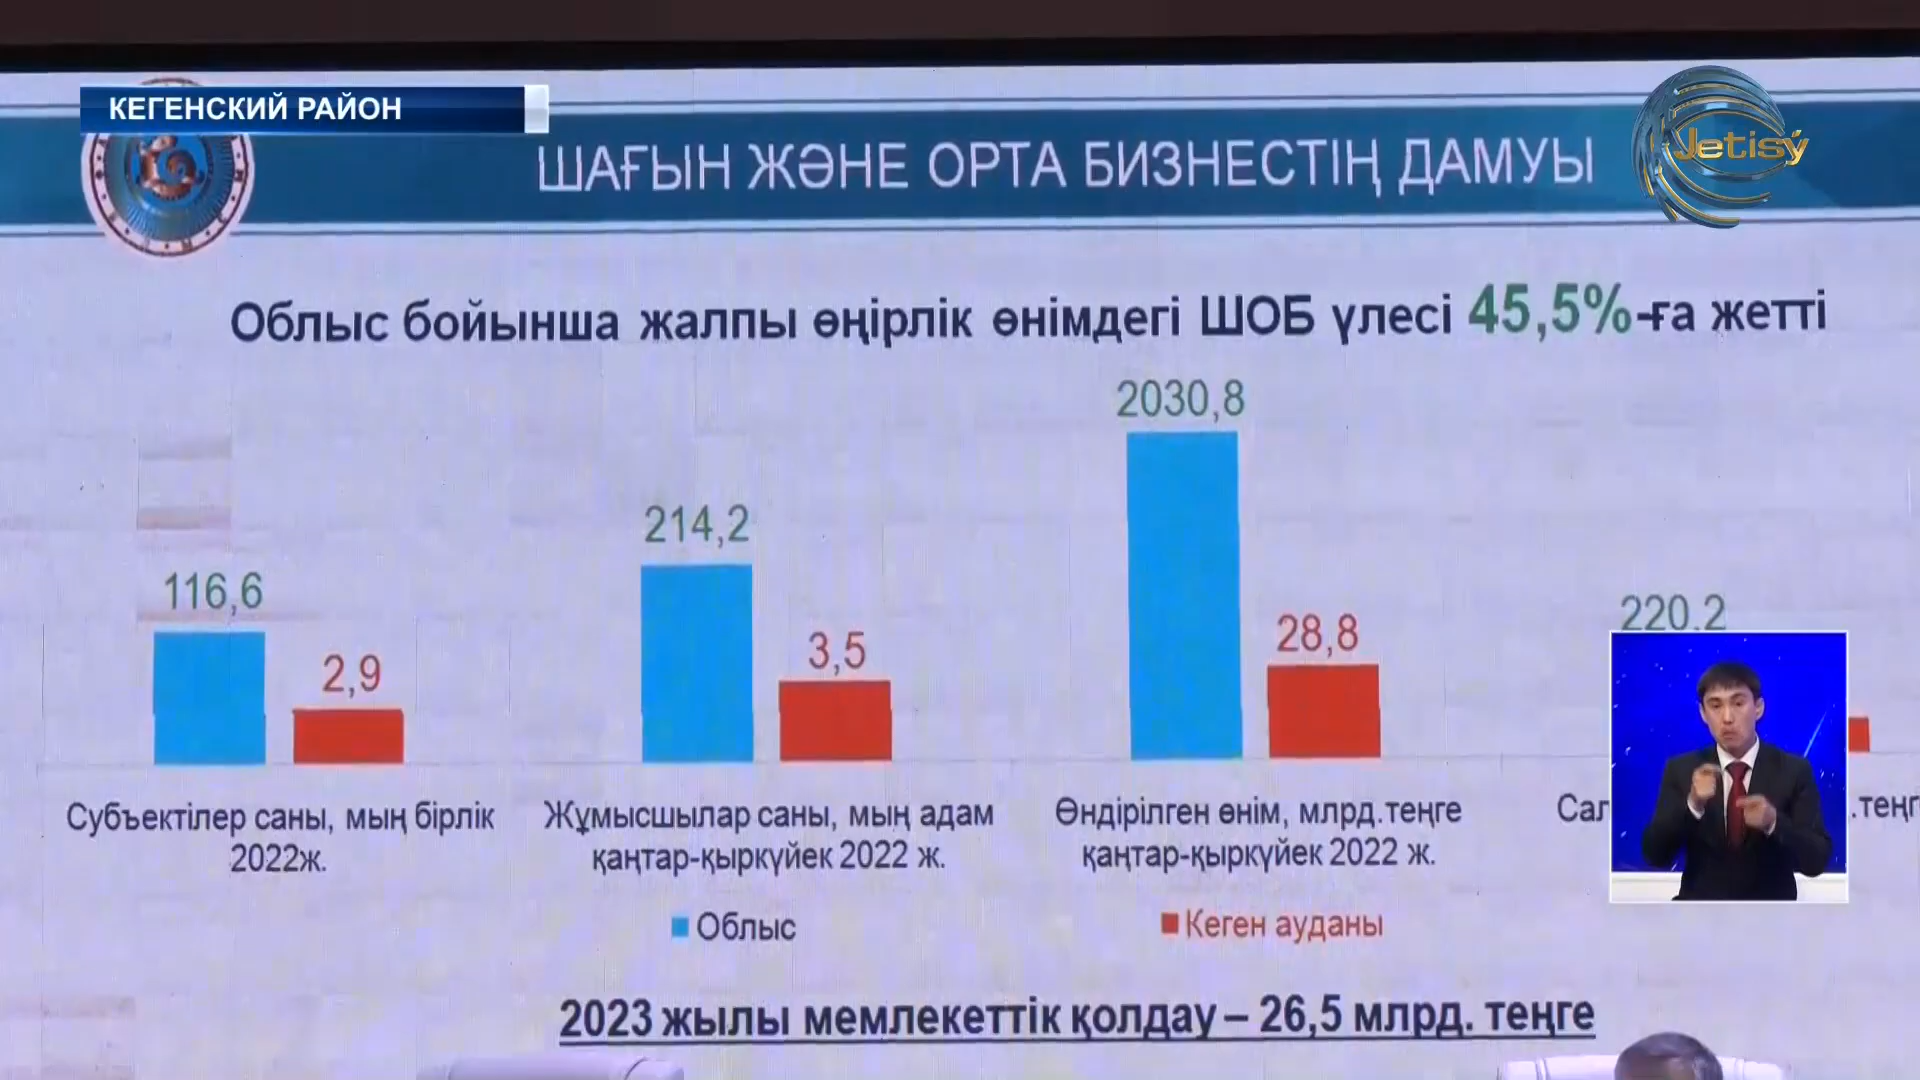 КЕГЕНСКИЙ РАЙОН
Jetisý
ШАҒЫН ЖӘНЕ ОРТА БИЗНЕСТІҢ ДАМУЫ
Облыс бойынша жалпы өңірлік өнімдегі ШОБ үлесі 45,5%-ға жетті
116,6
2,9
214,2
3,5
2030,8
28,8
220,2
Субъектілер саны, мың бірлік
2022ж.
Жұмысшылар саны, мың адам
қаңтар-қыркүйек 2022 ж.
Өндірілген өнім, млрд.теңге
қаңтар-қыркүйек 2022 ж.
Облыс
Кеген ауданы
2023 жылы мемлекеттік қолдау – 26,5 млрд. теңге